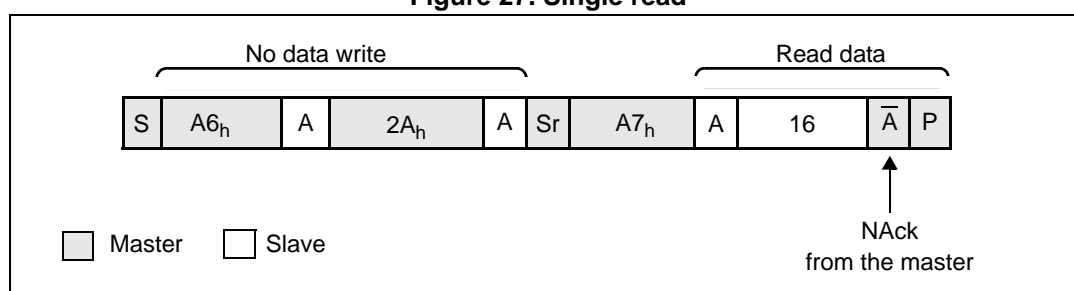 Figure 27. Single read
No data write
Read data
S A6h A 2Ah A Sr A7h A 16 A̅ P
Master
Slave
NAck
from the master